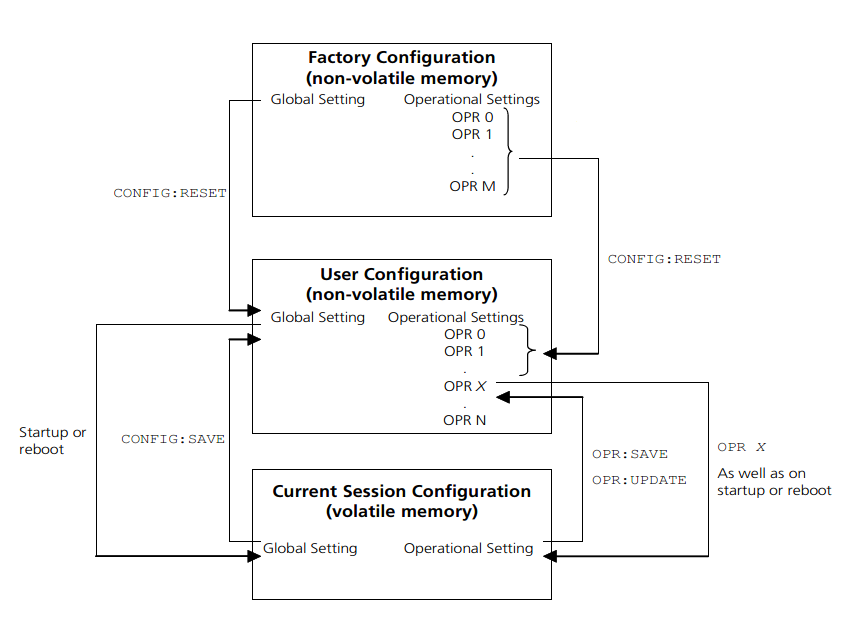 Factory Configuration
(non-volatile memory)
Global Setting
Operational Settings
OPR 0
OPR 1
.
.
OPR M
CONFIG:RESET
CONFIG:RESET
User Configuration
(non-volatile memory)
Global Setting
Operational Settings
OPR 0
OPR 1
.
OPR X
.
OPR N
Startup or
reboot
CONFIG:SAVE
OPR:SAVE
OPR:UPDATE
OPR X
As well as on
startup or reboot
Current Session Configuration
(volatile memory)
Global Setting
Operational Setting